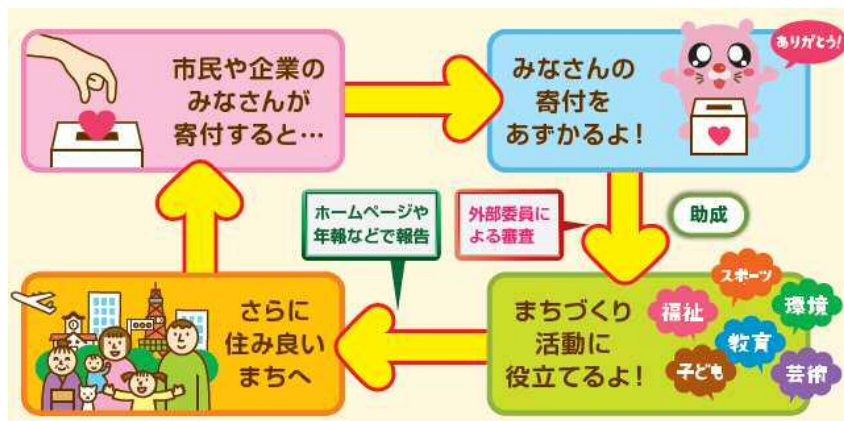 市民や企業の
みなさんが
寄付すると…
みなさんの
寄付を
あずかるよ!
ありがとう!
ホームページや
年報などで報告
外部委員に
よる審査
助成
さらに
住み良い
まちへ
まちづくり
活動に
役立てるよ!
スポーツ
福祉
環境
教育
子ども
芸術